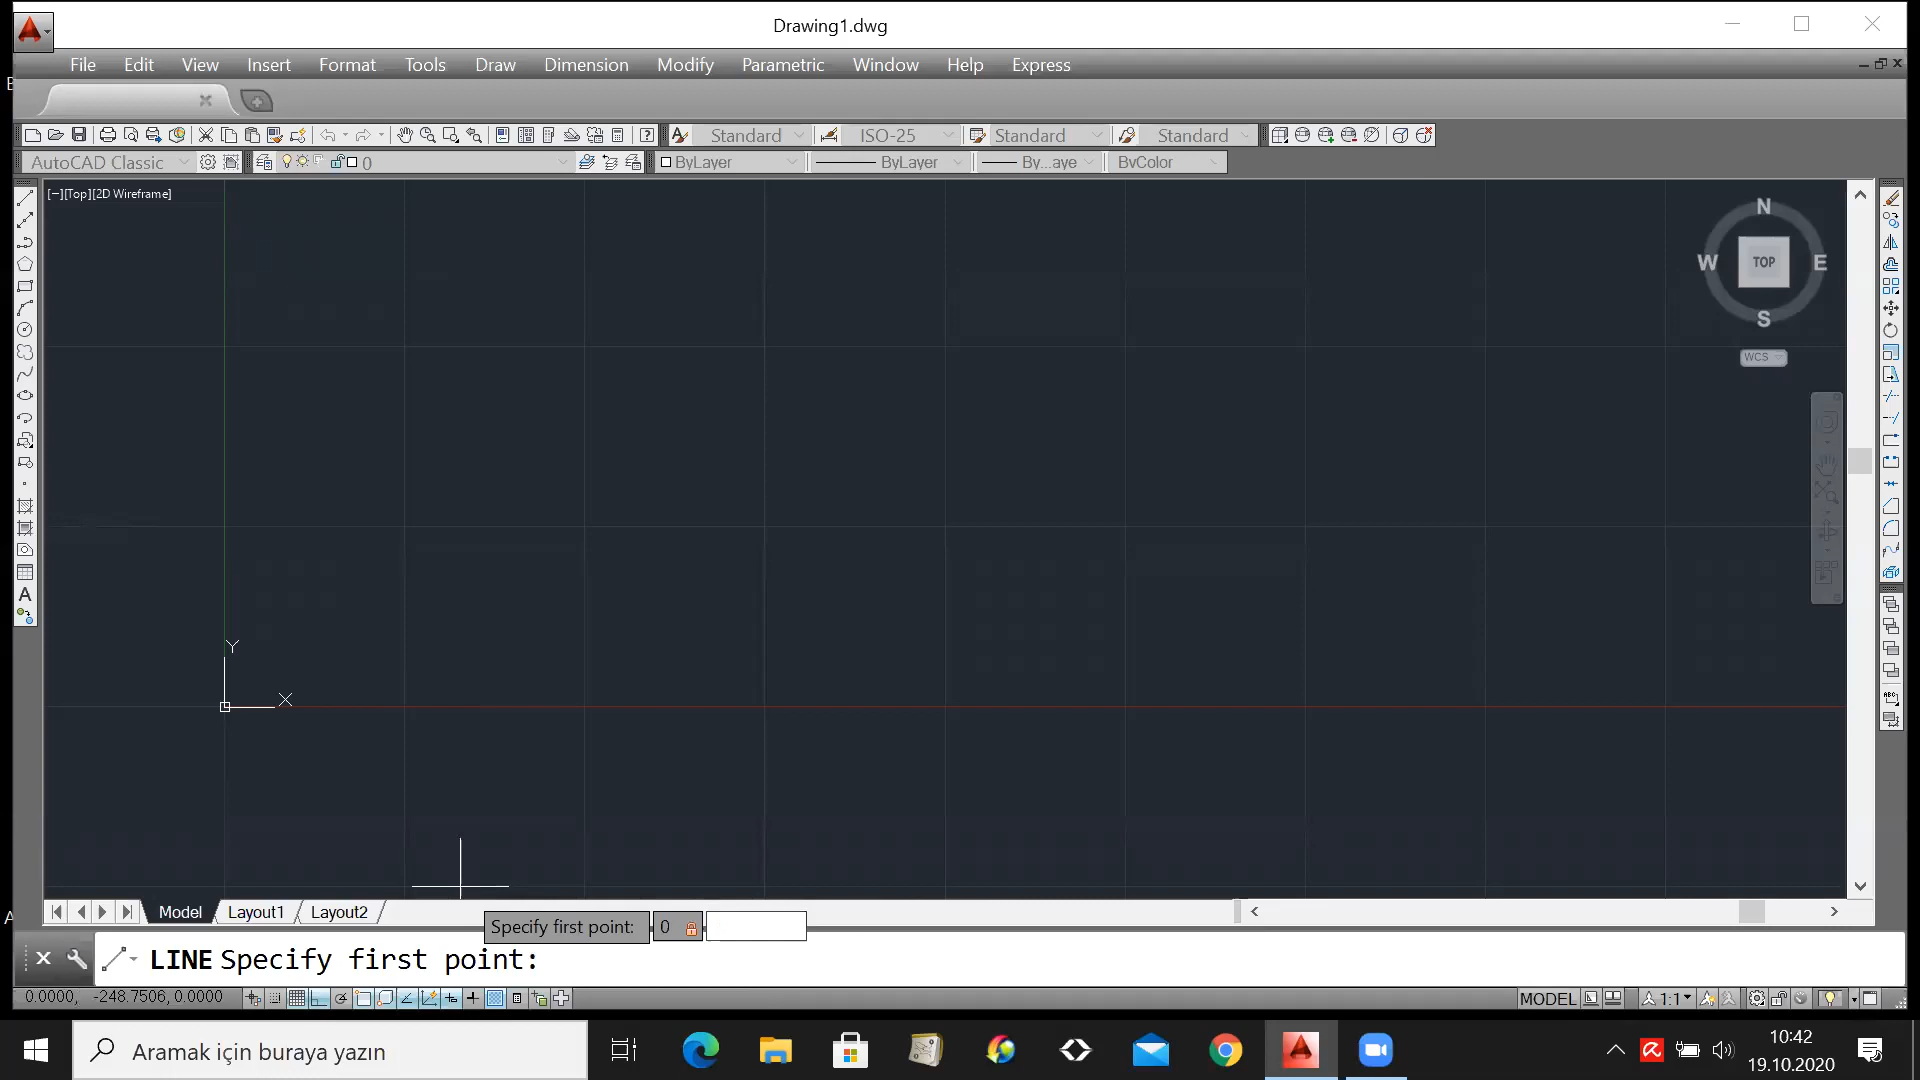 Drawing1.dwg
File Edit View Insert Format Tools Draw Dimension Modify Parametric Window Help Express
Standard ISO-25 Standard Standard
AutoCAD Classic 0 ByLayer ByLayer By...aye ByColor
[−][Top][2D Wireframe]
N
W TOP E
S
WCS
A
Y
X
Model Layout1 Layout2
Specify first point: 0
LINE Specify first point:
0.0000, -248.7506, 0.0000 MODEL 1:1
Aramak için buraya yazın
10:42
19.10.2020